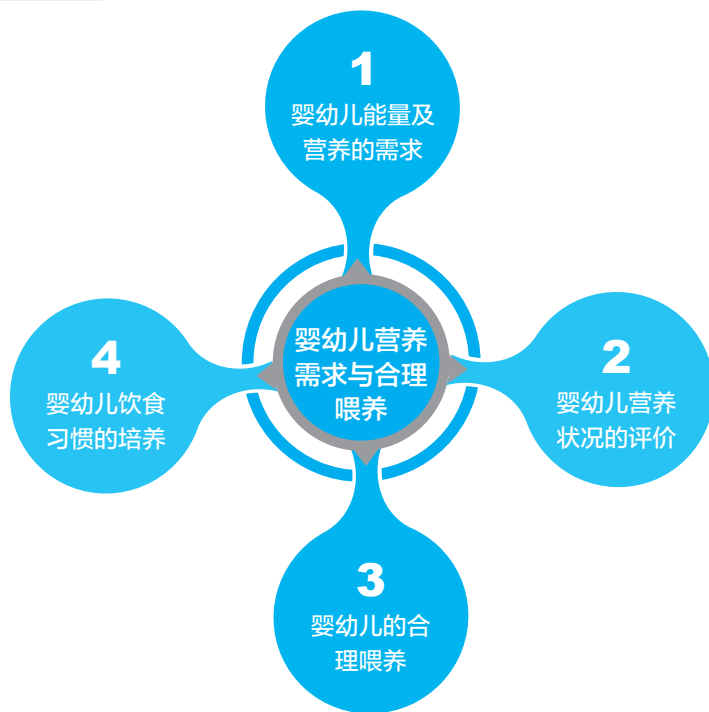 1
婴幼儿能量及
营养的需求
婴幼儿营养
需求与合理
喂养
2
婴幼儿营养
状况的评价
3
婴幼儿的合
理喂养
4
婴幼儿饮食
习惯的培养